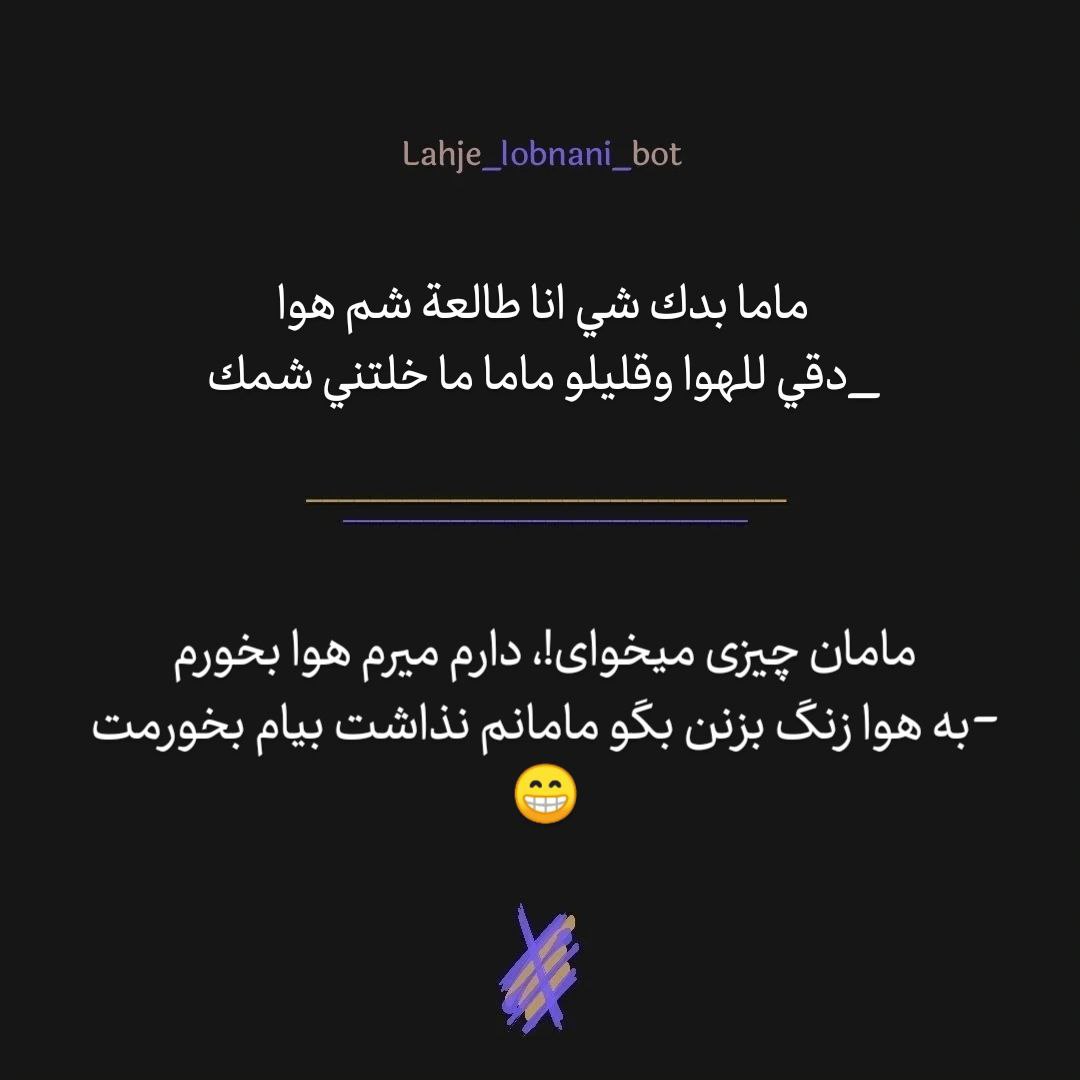 Lahje_lobnani_bot
ماما بدك شي انا طالعة شم هوا
_دقي للهوا وقليلو ماما ما خلتني شمك
مامان چیزی میخوای!، دارم میرم هوا بخورم
-به هوا زنگ بزنن بگو مامانم نذاشت بیام بخورمت
😁